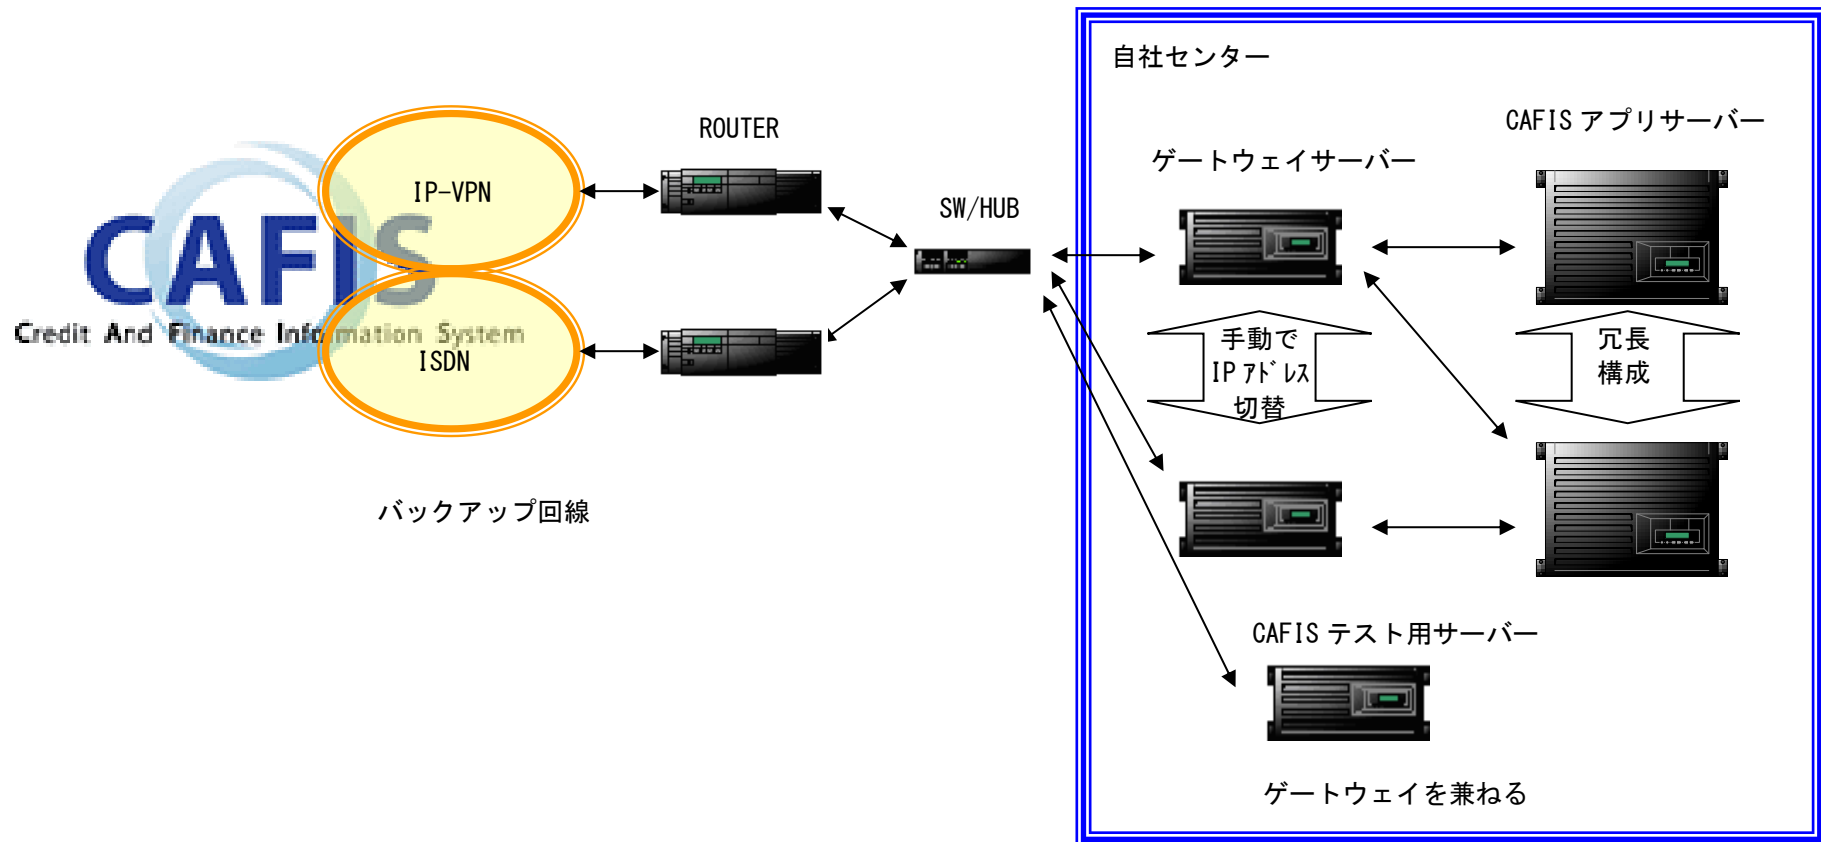 自社センター
CAFIS アプリサーバー
ROUTER
ゲートウェイサーバー
IP-VPN
SW/HUB
CAFIS
Credit And Finance Information System
ISDN
手動で
IP ｱﾄﾞﾚｽ
切替
冗長
構成
バックアップ回線
CAFIS テスト用サーバー
ゲートウェイを兼ねる